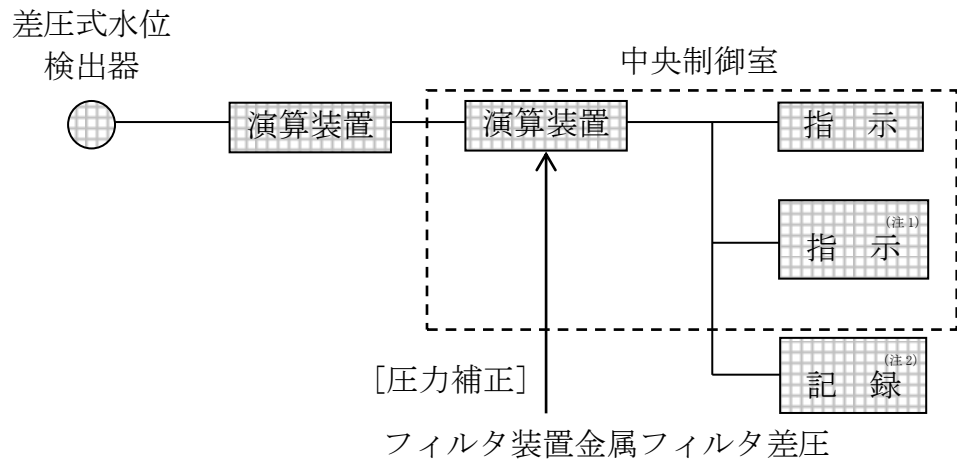 差圧式水位
検出器
中央制御室
演算装置
演算装置
指 示
指 示(注1)
記 録(注2)
[圧力補正]
フィルタ装置金属フィルタ差圧